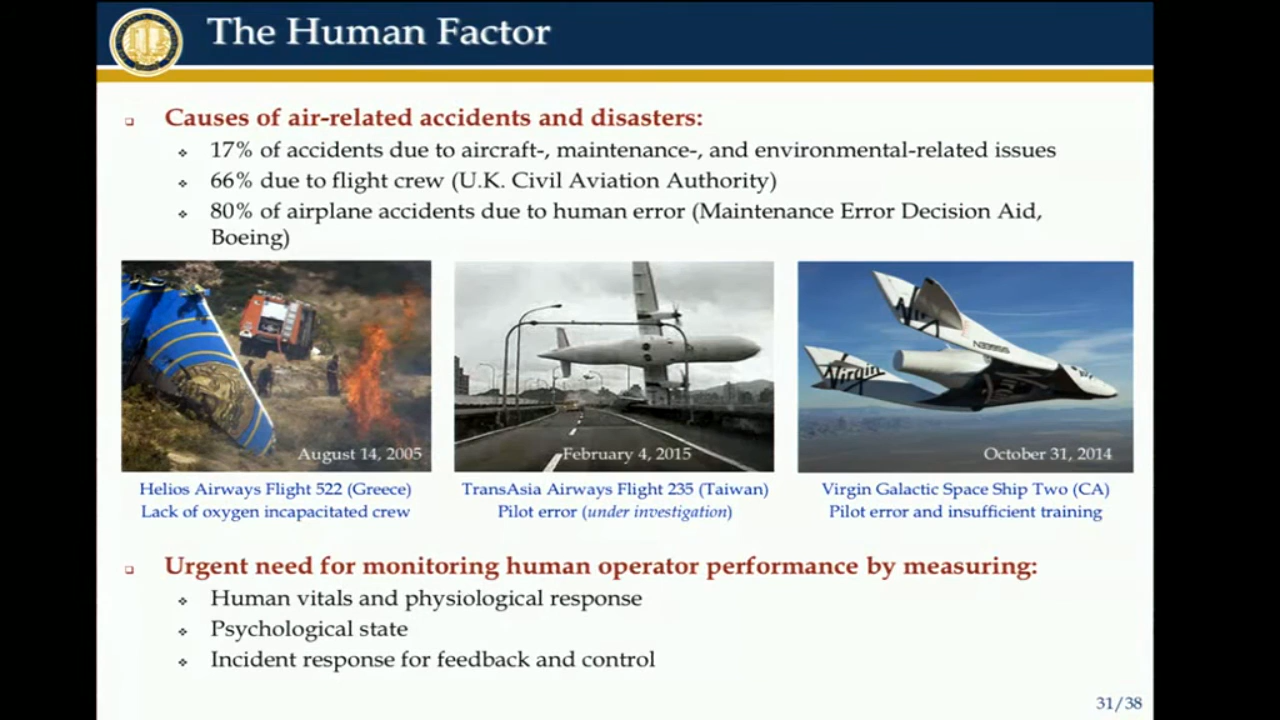 The Human Factor
Causes of air-related accidents and disasters:
17% of accidents due to aircraft-, maintenance-, and environmental-related issues
66% due to flight crew (U.K. Civil Aviation Authority)
80% of airplane accidents due to human error (Maintenance Error Decision Aid,
Boeing)
August 14, 2005
February 4, 2015
Virgin
N339SS
October 31, 2014
Helios Airways Flight 522 (Greece)
Lack of oxygen incapacitated crew
TransAsia Airways Flight 235 (Taiwan)
Pilot error (under investigation)
Virgin Galactic Space Ship Two (CA)
Pilot error and insufficient training
Urgent need for monitoring human operator performance by measuring:
Human vitals and physiological response
Psychological state
Incident response for feedback and control
31/38